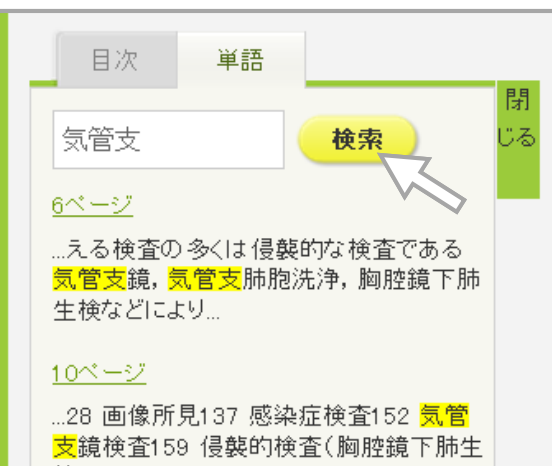 目次
単語
閉
じる
気管支
検索
6ページ
...える検査の多くは侵襲的な検査である
気管支鏡，気管支肺胞洗浄，胸腔鏡下肺
生検などにより...
10ページ
...28 画像所見137 感染症検査152 気管
支鏡検査159 侵襲的検査（胸腔鏡下肺生